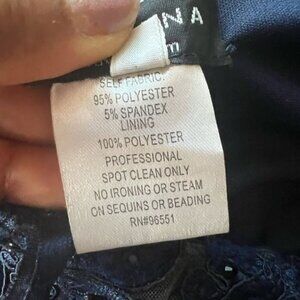 NA
m
SELF FABRIC:
95% POLYESTER
5% SPANDEX
LINING
100% POLYESTER
PROFESSIONAL
SPOT CLEAN ONLY
NO IRONING OR STEAM
ON SEQUINS OR BEADING
RN#96551